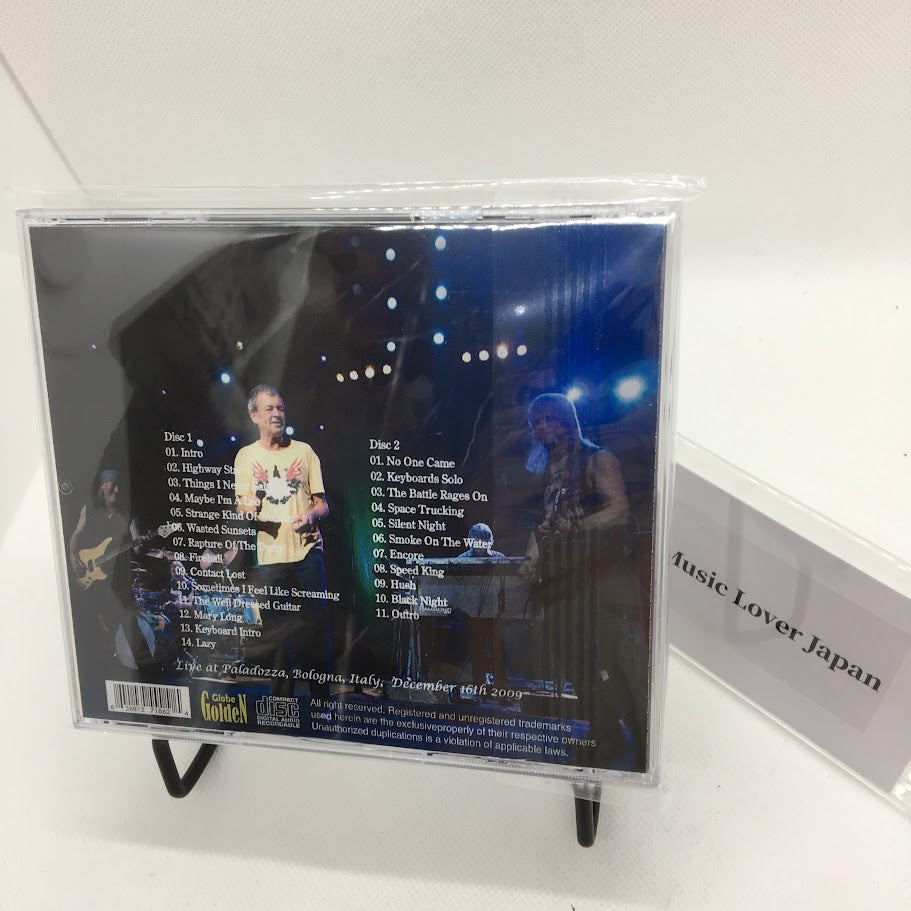 Disc 1
01. Intro
02. Highway Star
03. Things I Never Said
04. Maybe I'm A Leo
05. Strange Kind Of Woman
06. Wasted Sunsets
07. Rapture Of The Deep
08. Fireball
09. Contact Lost
10. Sometimes I Feel Like Screaming
11. The Well Dressed Guitar
12. Mary Long
13. Keyboard Intro
14. Lazy
Disc 2
01. No One Came
02. Keyboards Solo
03. The Battle Rages On
04. Space Trucking
05. Silent Night
06. Smoke On The Water
07. Encore
08. Speed King
09. Hush
10. Black Night
11. Outro
HAMMOND
Live at Paladozza, Bologna, Italy, December 16th 2009
Globe
GoldeN
COMPACT
disc
DIGITAL AUDIO
RECORDABLE
All right reserved. Registered and unregistered trademarks
used herein are the exclusiveproperly of their respective owners
Unauthorized duplications is a violation of applicable laws.
Music Lover Japan